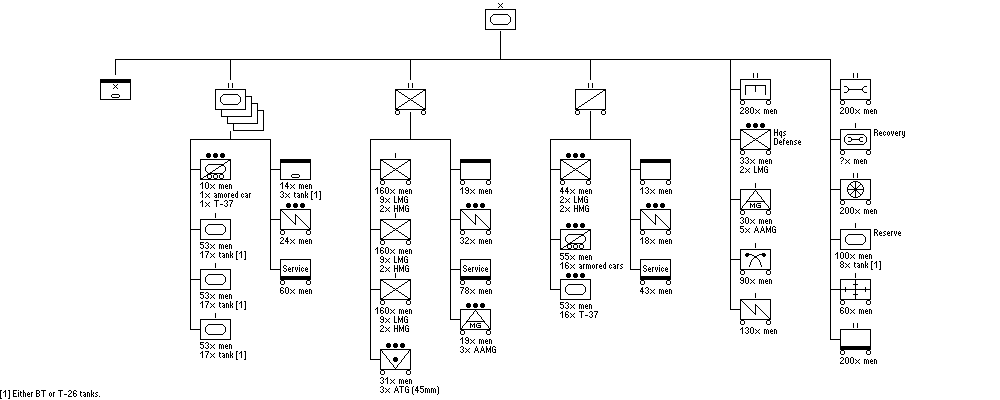 10x men
1x amored car
1x T-37
53x men
17x tank [1]
53x men
17x tank [1]
53x men
17x tank [1]
14x men
3x tank [1]
24x men
Service
60x men
160x men
9x LMG
2x HMG
160x men
9x LMG
2x HMG
160x men
9x LMG
2x HMG
31x men
3x ATG (45mm)
19x men
32x men
Service
78x men
MG
19x men
3x AAMG
44x men
2x LMG
2x HMG
55x men
16x armored cars
53x men
16x T-37
13x men
18x men
Service
43x men
280x men
Hqs
Defense
33x men
2x LMG
MG
30x men
5x AAMG
90x men
130x men
200x men
Recovery
?x men
200x men
Reserve
100x men
8x tank [1]
60x men
200x men
[1] Either BT or T-26 tanks.